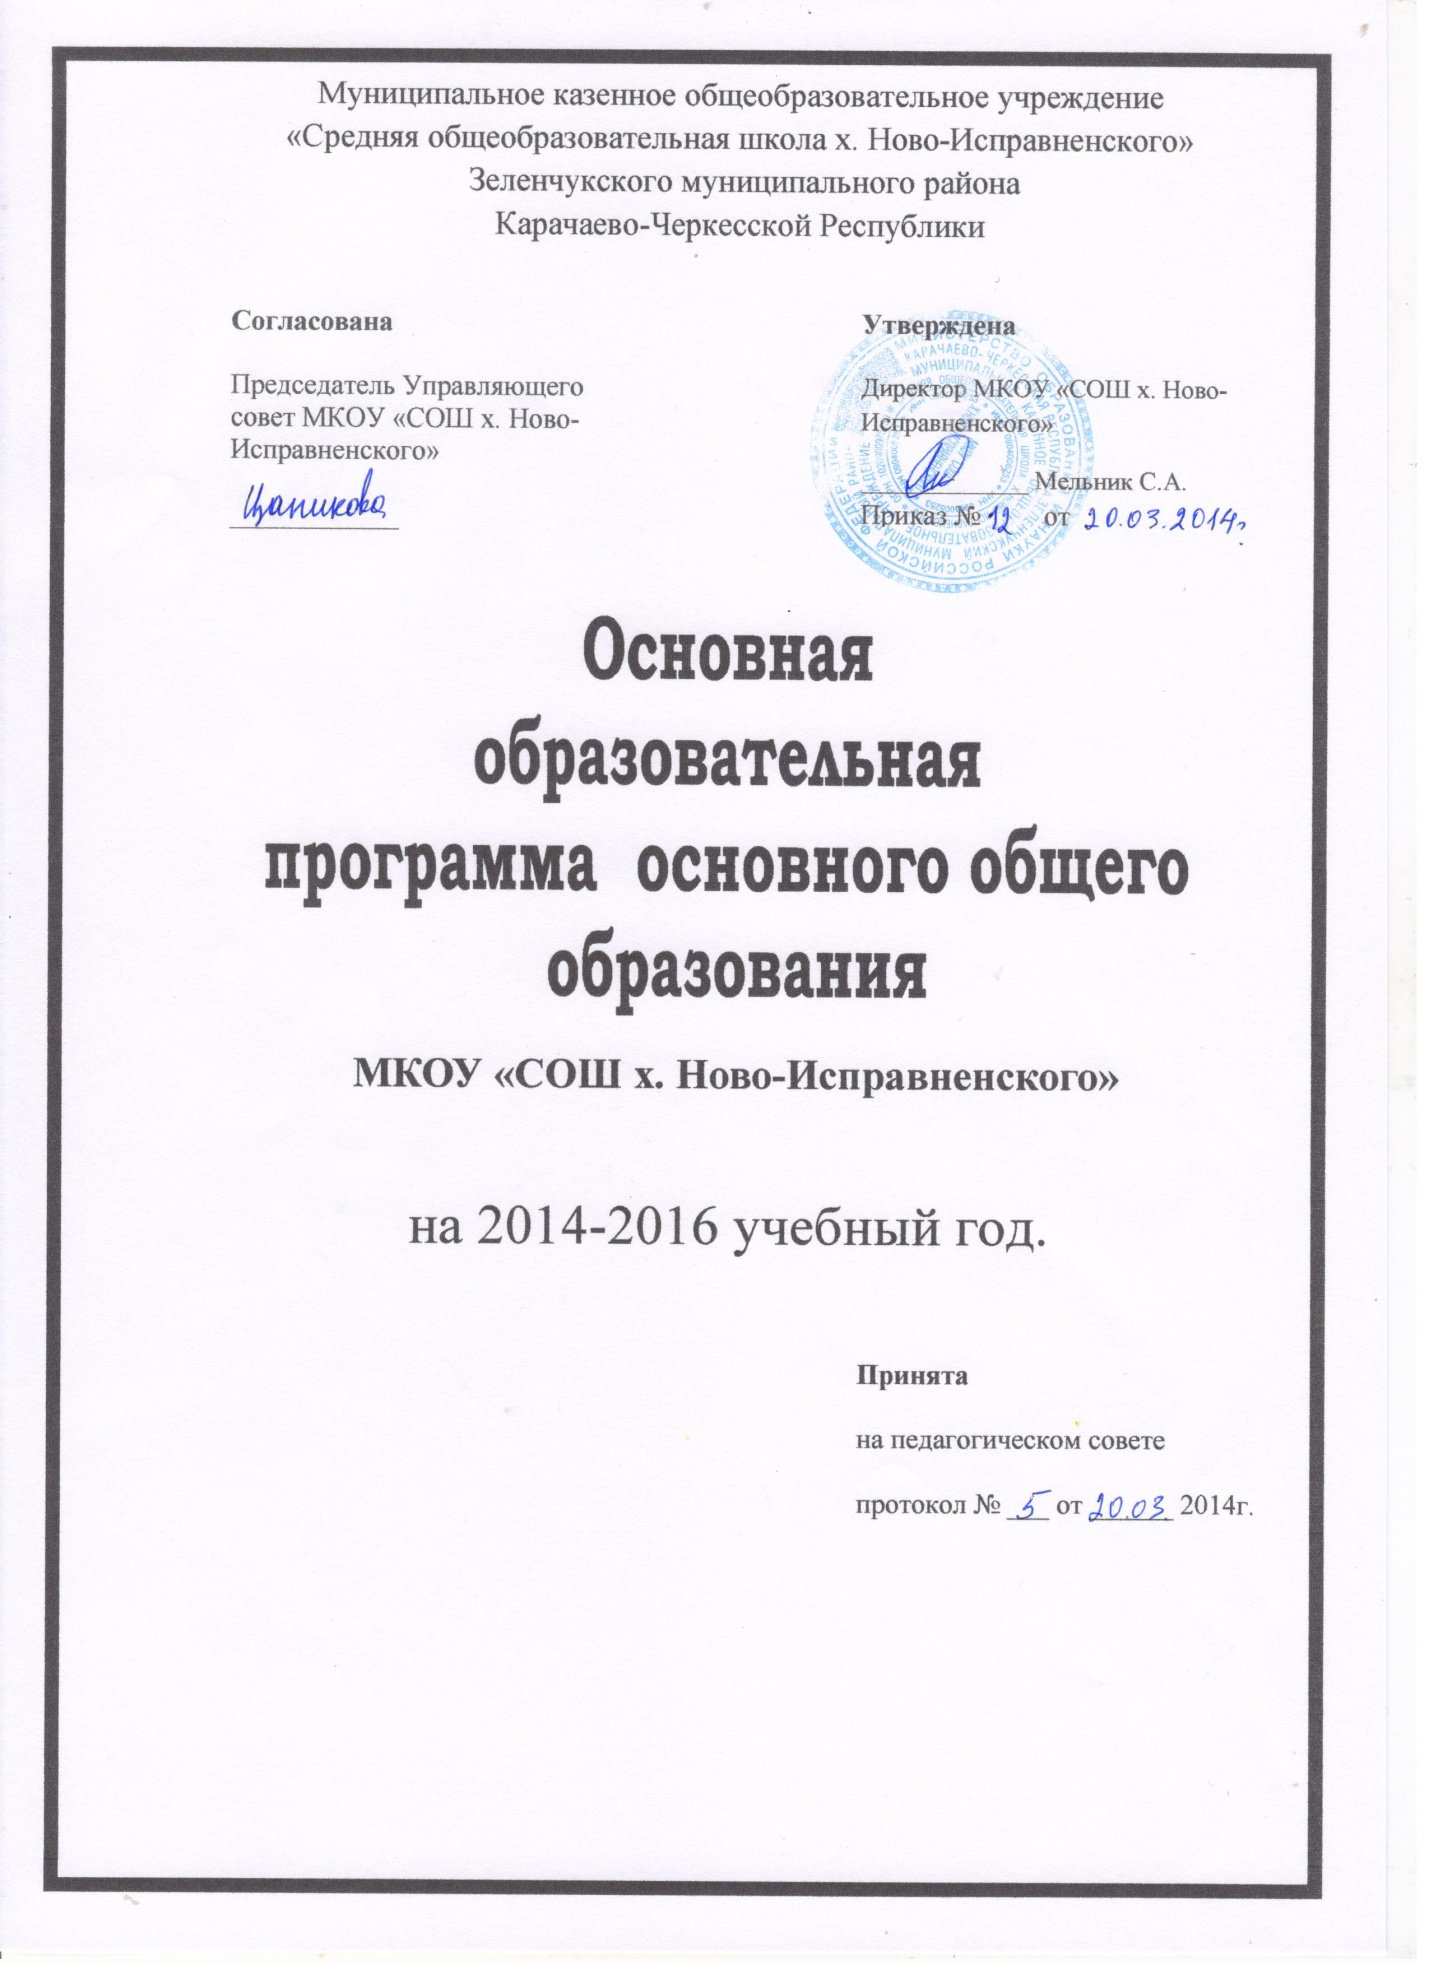 Муниципальное казенное общеобразовательное учреждение
«Средняя общеобразовательная школа х. Ново-Исправненского»
Зеленчукского муниципального района
Карачаево-Черкесской Республики
Согласована
Председатель Управляющего
совет МКОУ «СОШ х. Ново-
Исправненского»
Цапикова
Утверждена
Директор МКОУ «СОШ х. Ново-
Исправненского»
Мельник С.А.
Приказ № 12 от 20.03.2014г.
Основная
образовательная
программа основного общего
образования
МКОУ «СОШ х. Ново-Исправненского»
на 2014-2016 учебный год.
Принята
на педагогическом совете
протокол № 5 от 20.03 2014г.